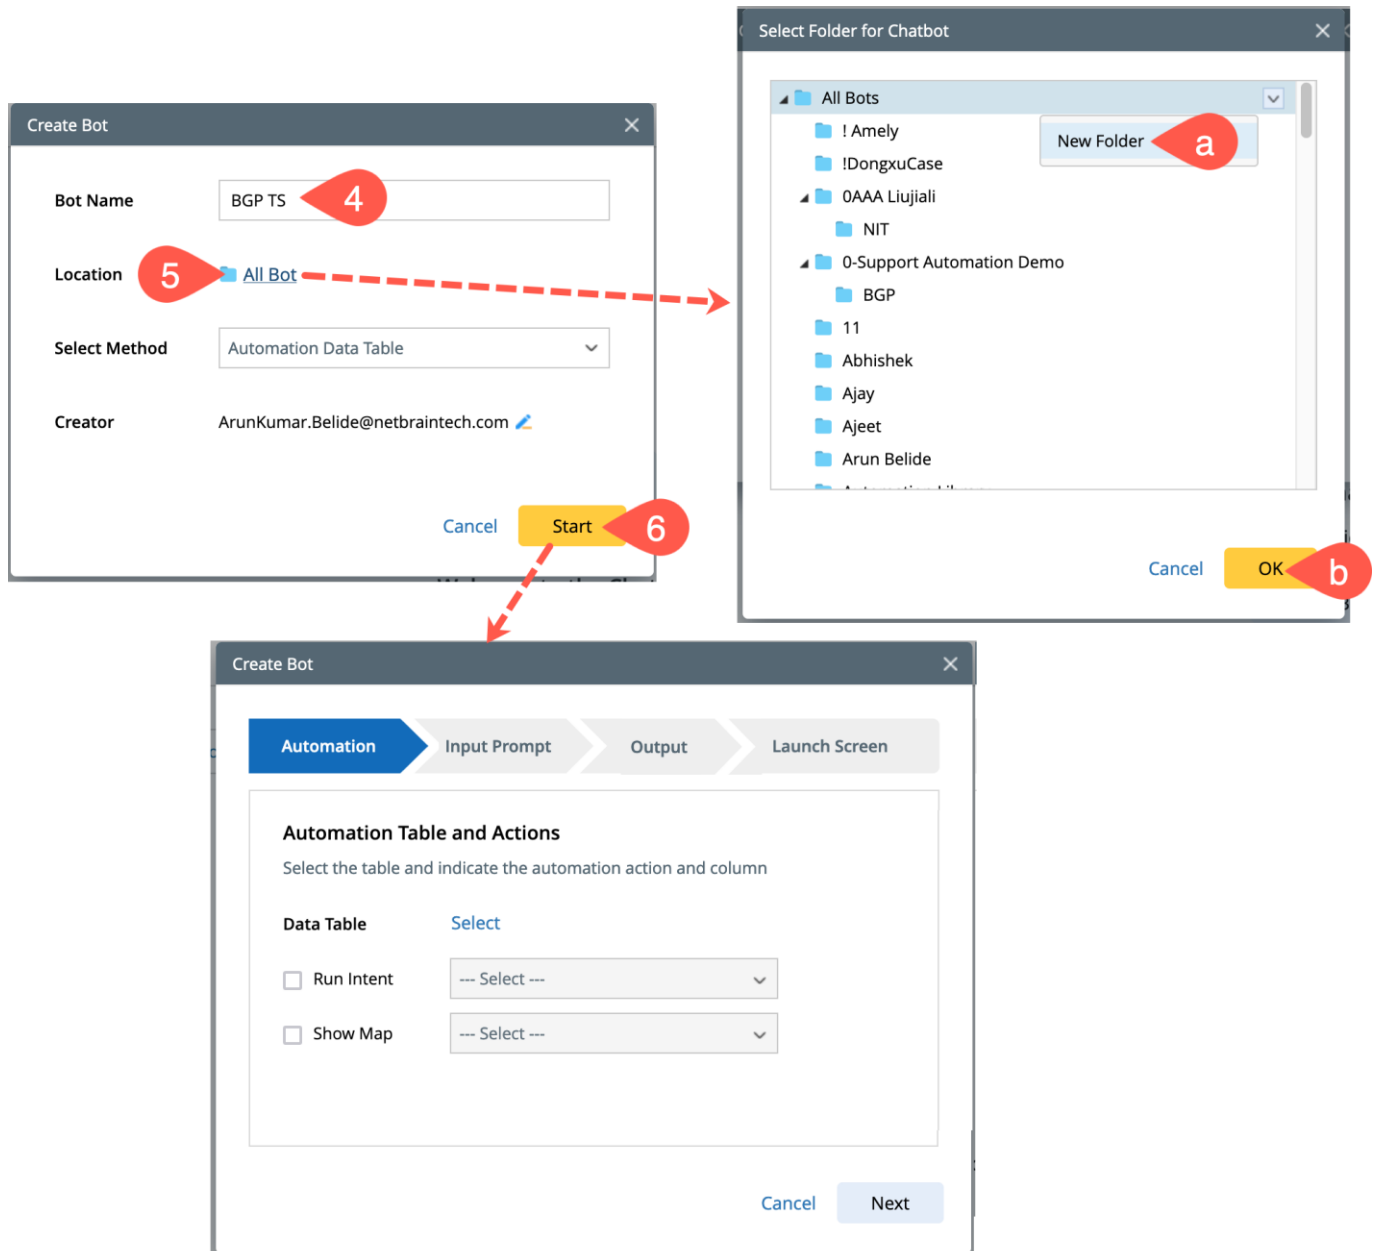 Create Bot
Bot Name
BGP TS
4
Location
5
All Bot
Select Method
Automation Data Table
Creator
ArunKumar.Belide@netbraintech.com
Cancel
Start
6
Select Folder for Chatbot
All Bots
New Folder
a
! Amely
!DongxuCase
0AAA Liujiali
NIT
0-Support Automation Demo
BGP
11
Abhishek
Ajay
Ajeet
Arun Belide
Cancel
OK
b
Create Bot
Automation
Input Prompt
Output
Launch Screen
Automation Table and Actions
Select the table and indicate the automation action and column
Data Table
Select
Run Intent
--- Select ---
Show Map
--- Select ---
Cancel
Next